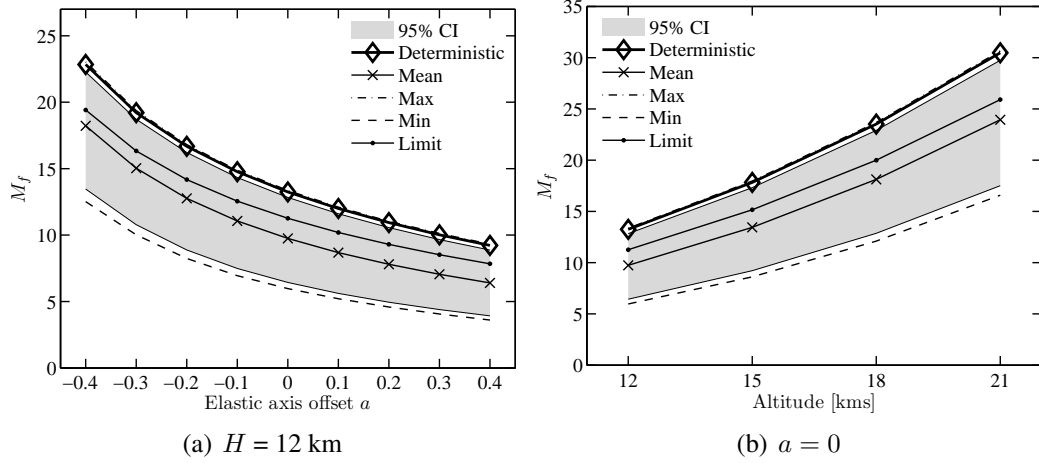 25
20
15
10
5
0
M_f
95% CI
Deterministic
Mean
Max
Min
Limit
−0.4 −0.3 −0.2 −0.1 0 0.1 0.2 0.3 0.4
Elastic axis offset a
(a) H = 12 km
35
30
25
20
15
10
5
0
M_f
95% CI
Deterministic
Mean
Max
Min
Limit
12 15 18 21
Altitude [kms]
(b) a = 0